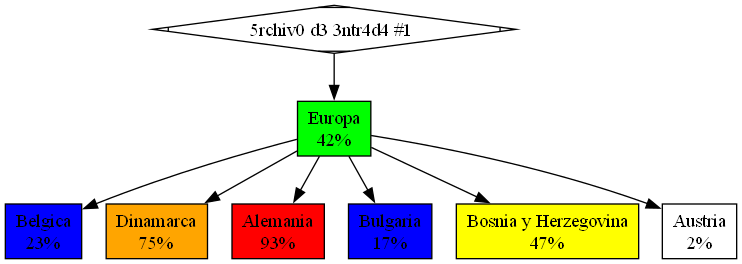 5rchiv0 d3 3ntr4d4 #1
Europa
42%
Belgica
23%
Dinamarca
75%
Alemania
93%
Bulgaria
17%
Bosnia y Herzegovina
47%
Austria
2%